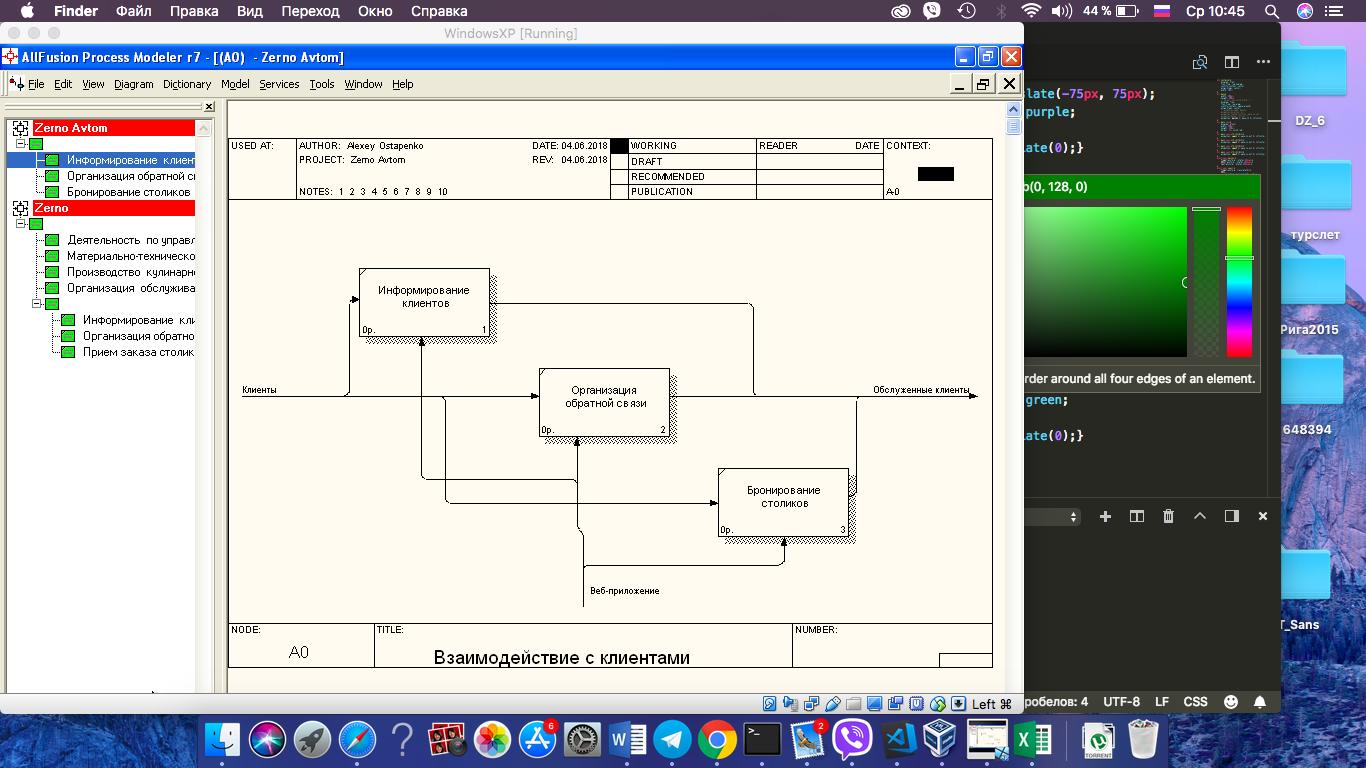 Finder Файл Правка Вид Переход Окно Справка 44 % Ср 10:45
WindowsXP [Running]
AllFusion Process Modeler r7 - [(A0) - Zerno Avtom]
File Edit View Diagram Dictionary Model Services Tools Window Help
Zerno Avtom
Информирование клиент
Организация обратной св
Бронирование столиков
Zerno
Деятельность по управл
Материально-техническо
Производство кулинарно
Организация обслужива
Информирование кли
Организация обратно
Прием заказа столик
USED AT:
AUTHOR: Alexey Ostapenko
DATE: 04.06.2018
PROJECT: Zerno Avtom
REV: 04.06.2018
NOTES: 1 2 3 4 5 6 7 8 9 10
WORKING
DRAFT
RECOMMENDED
PUBLICATION
READER DATE
CONTEXT:
A-0
Информирование
клиентов
0р. 1
Клиенты
Организация
обратной связи
0р. 2
Обслуженные клиенты
Бронирование
столиков
0р. 3
Веб-приложение
NODE:
A0
TITLE:
Взаимодействие с клиентами
NUMBER:
Left ⌘
late(-75px, 75px);
purple;
late(0);}
b(0, 128, 0)
rder around all four edges of an element.
green;
late(0);}
робелов: 4 UTF-8 LF CSS
DZ_6
турслет
Рига2015
648394
T_Sans
6
2
TORRENT